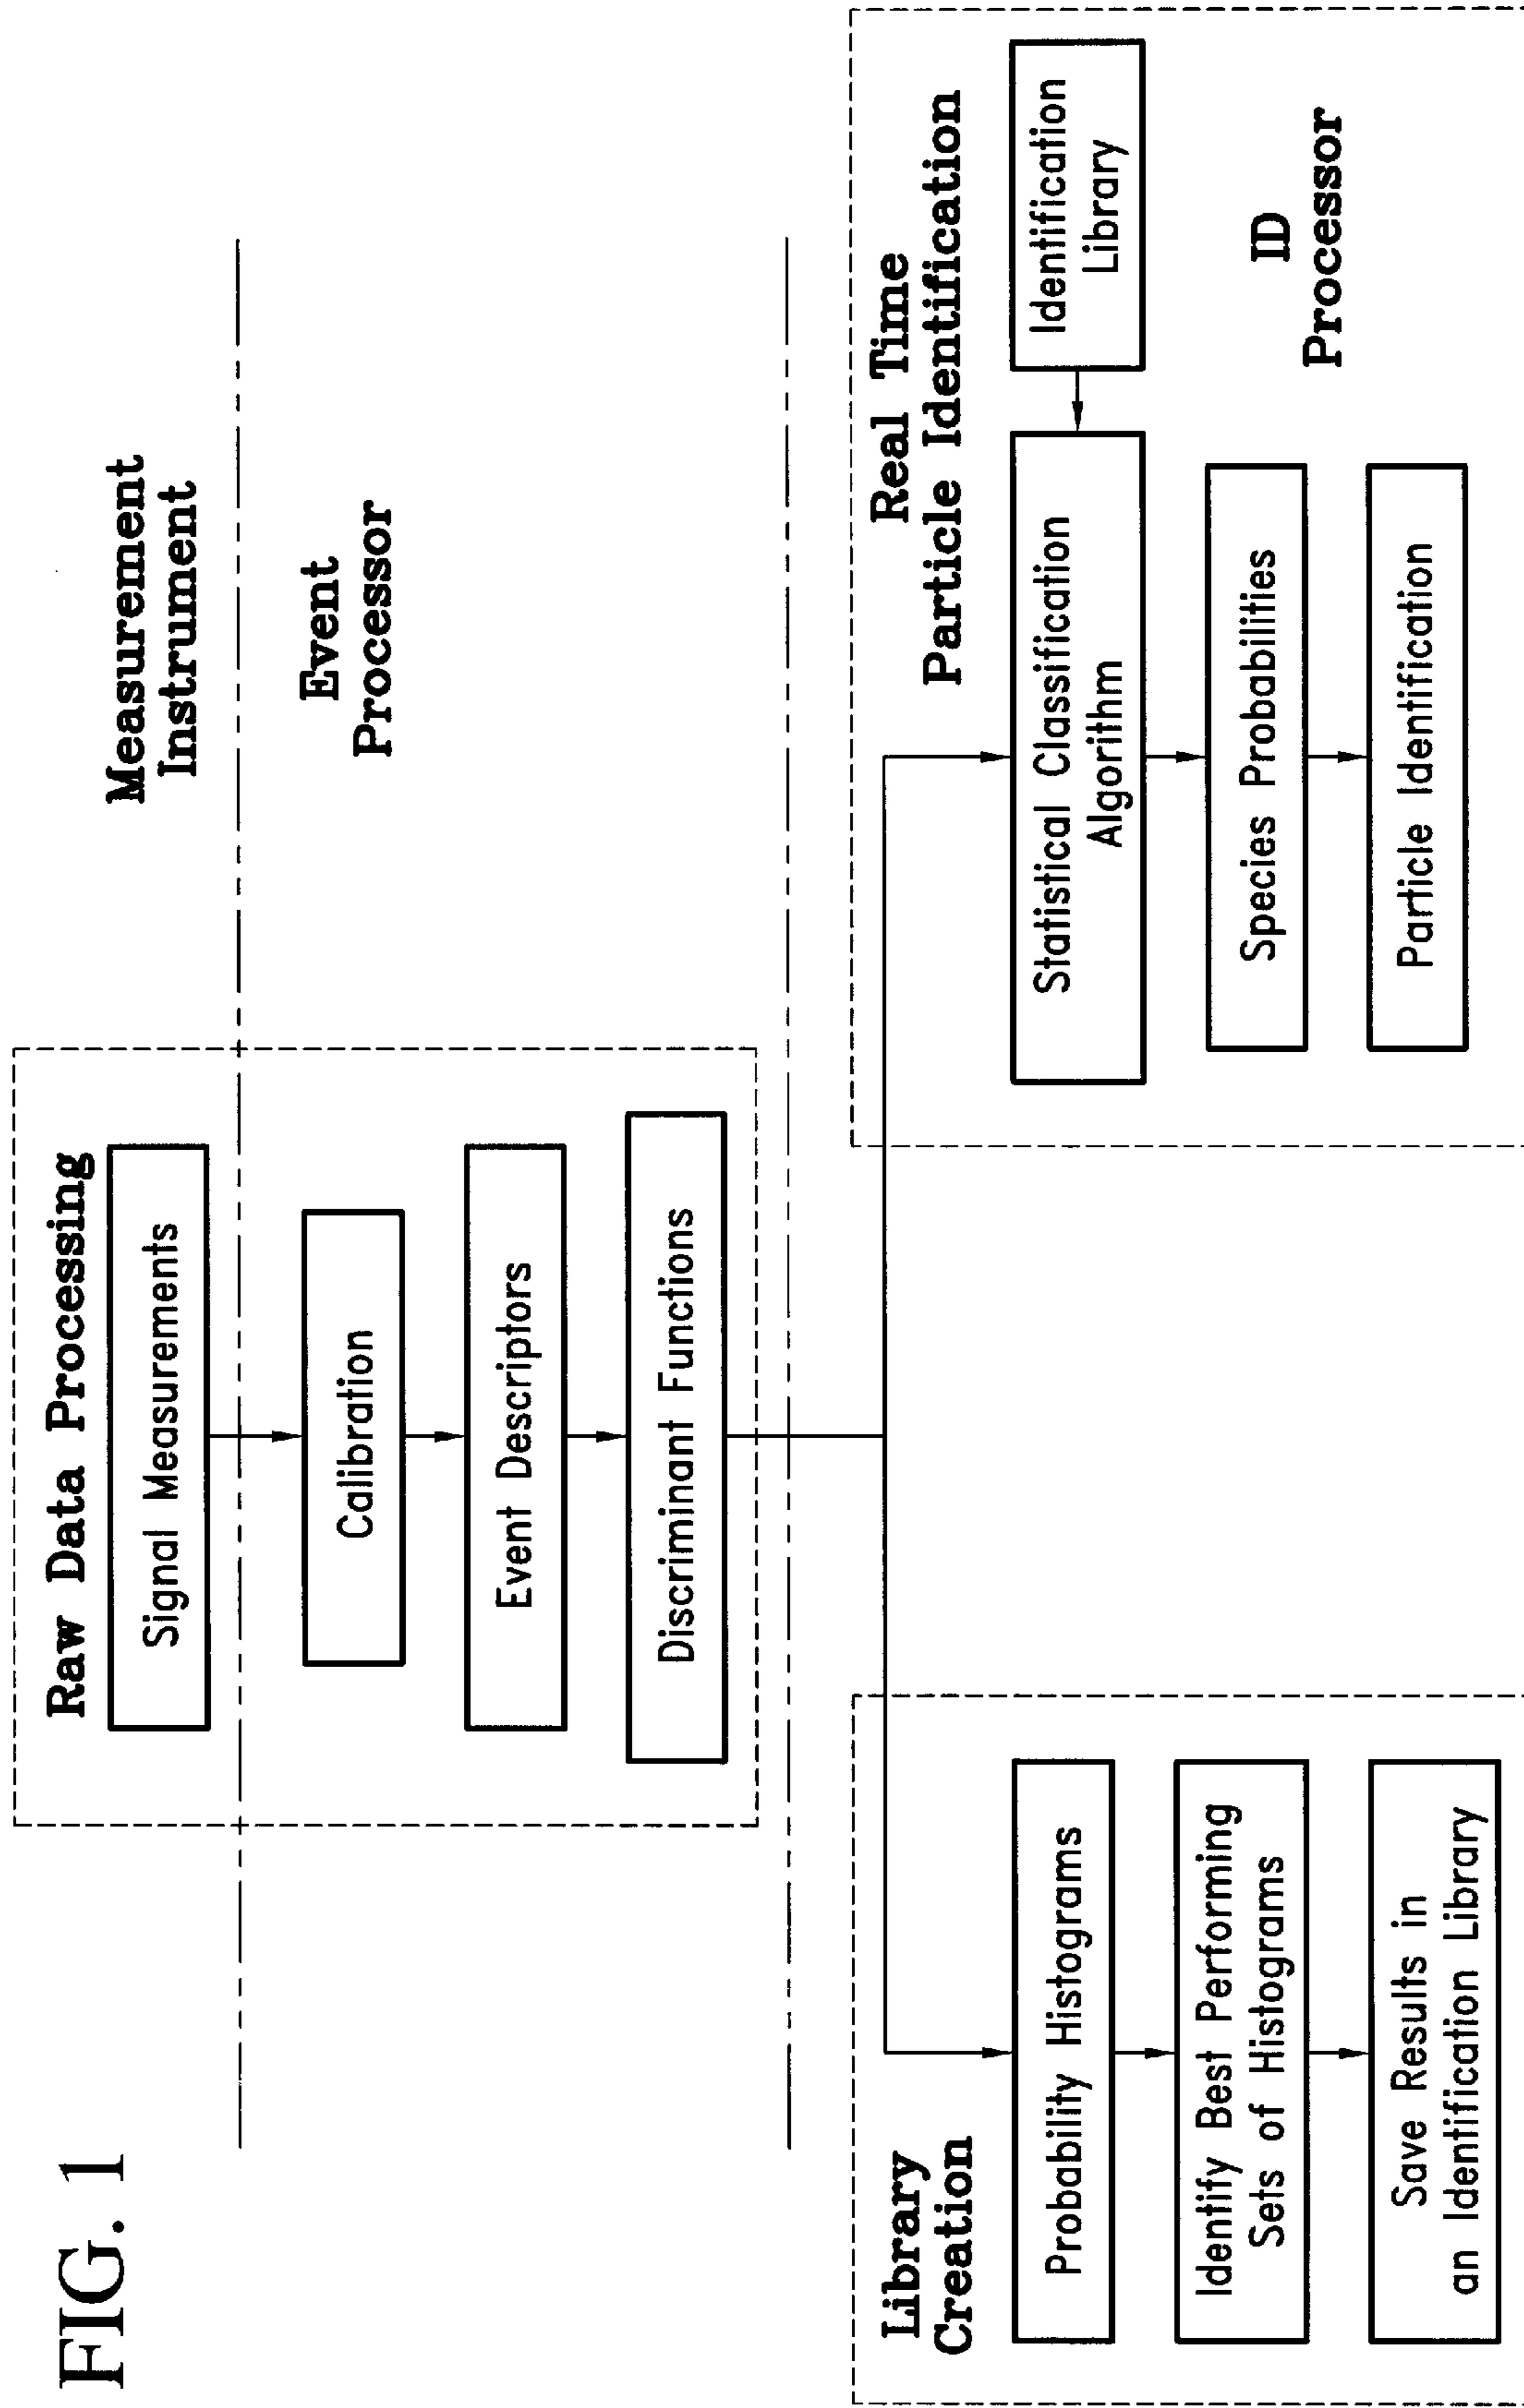 FIG. 1
Raw Data Processing
Signal Measurements
Measurement
Instrument
Calibration
Event
Processor
Event Descriptors
Discriminant Functions
Library
Creation
Probability Histograms
Identify Best Performing
Sets of Histograms
Save Results in
an Identification Library
Real Time
Particle Identification
Statistical Classification
Algorithm
Identification
Library
Species Probabilities
Particle Identification
ID
Processor